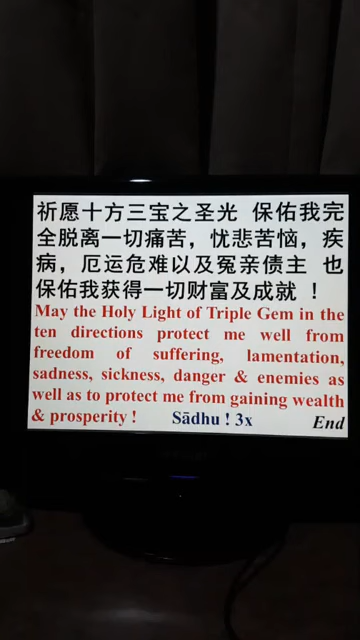 祈愿十方三宝之圣光 保佑我完
全脱离一切痛苦，忧悲苦恼，疾
病，厄运危难以及冤亲债主 也
保佑我获得一切财富及成就 ！
May the Holy Light of Triple Gem in the
ten directions protect me well from
freedom of suffering, lamentation,
sadness, sickness, danger & enemies as
well as to protect me from gaining wealth
& prosperity ! Sādhu ! 3x End